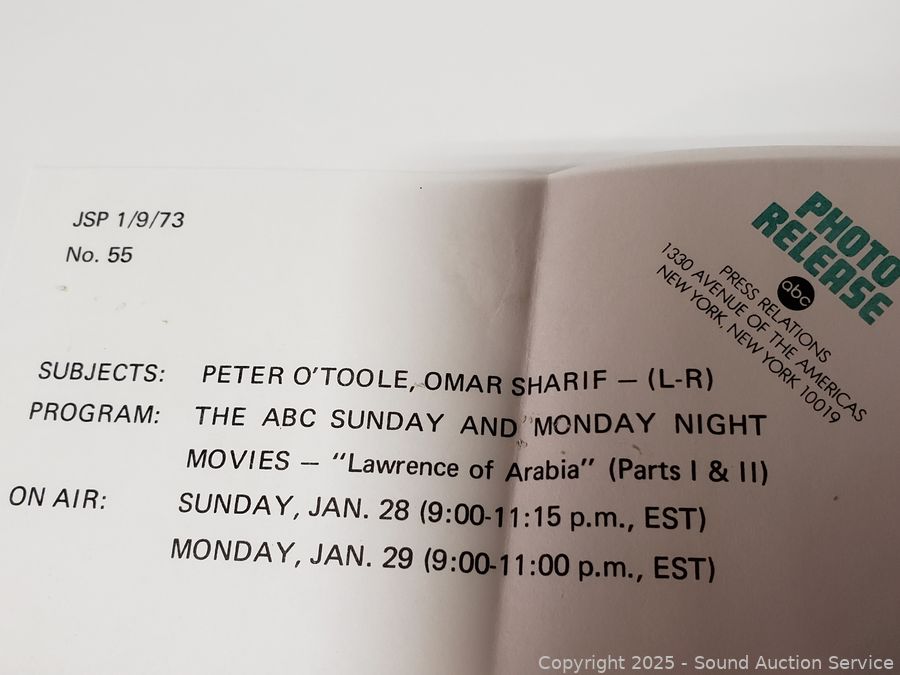 JSP 1/9/73
No. 55
PHOTO
RELEASE
abc
PRESS RELATIONS
1330 AVENUE OF THE AMERICAS
NEW YORK, NEW YORK 10019
SUBJECTS: PETER O'TOOLE, OMAR SHARIF — (L-R)
PROGRAM: THE ABC SUNDAY AND MONDAY NIGHT
MOVIES — "Lawrence of Arabia" (Parts I & II)
ON AIR: SUNDAY, JAN. 28 (9:00-11:15 p.m., EST)
MONDAY, JAN. 29 (9:00-11:00 p.m., EST)
Copyright 2025 - Sound Auction Service